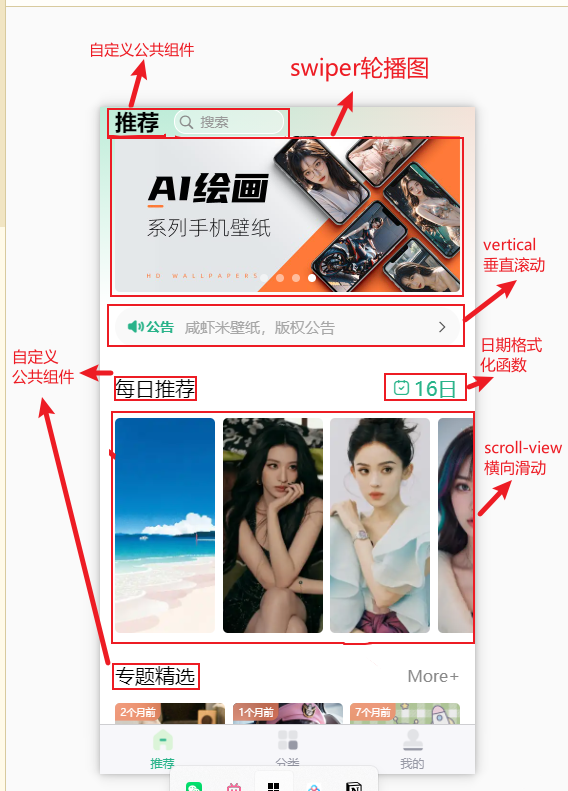 自定义公共组件
swiper轮播图
推荐
搜索
AI绘画
系列手机壁纸
HD WALLPAPERS
vertical
垂直滚动
公告 咸虾米壁纸，版权公告
自定义
公共组件
日期格式
化函数
每日推荐
16日
scroll-view
横向滑动
专题精选
More+
2个月前
1个月前
7个月前
推荐
分类
我的